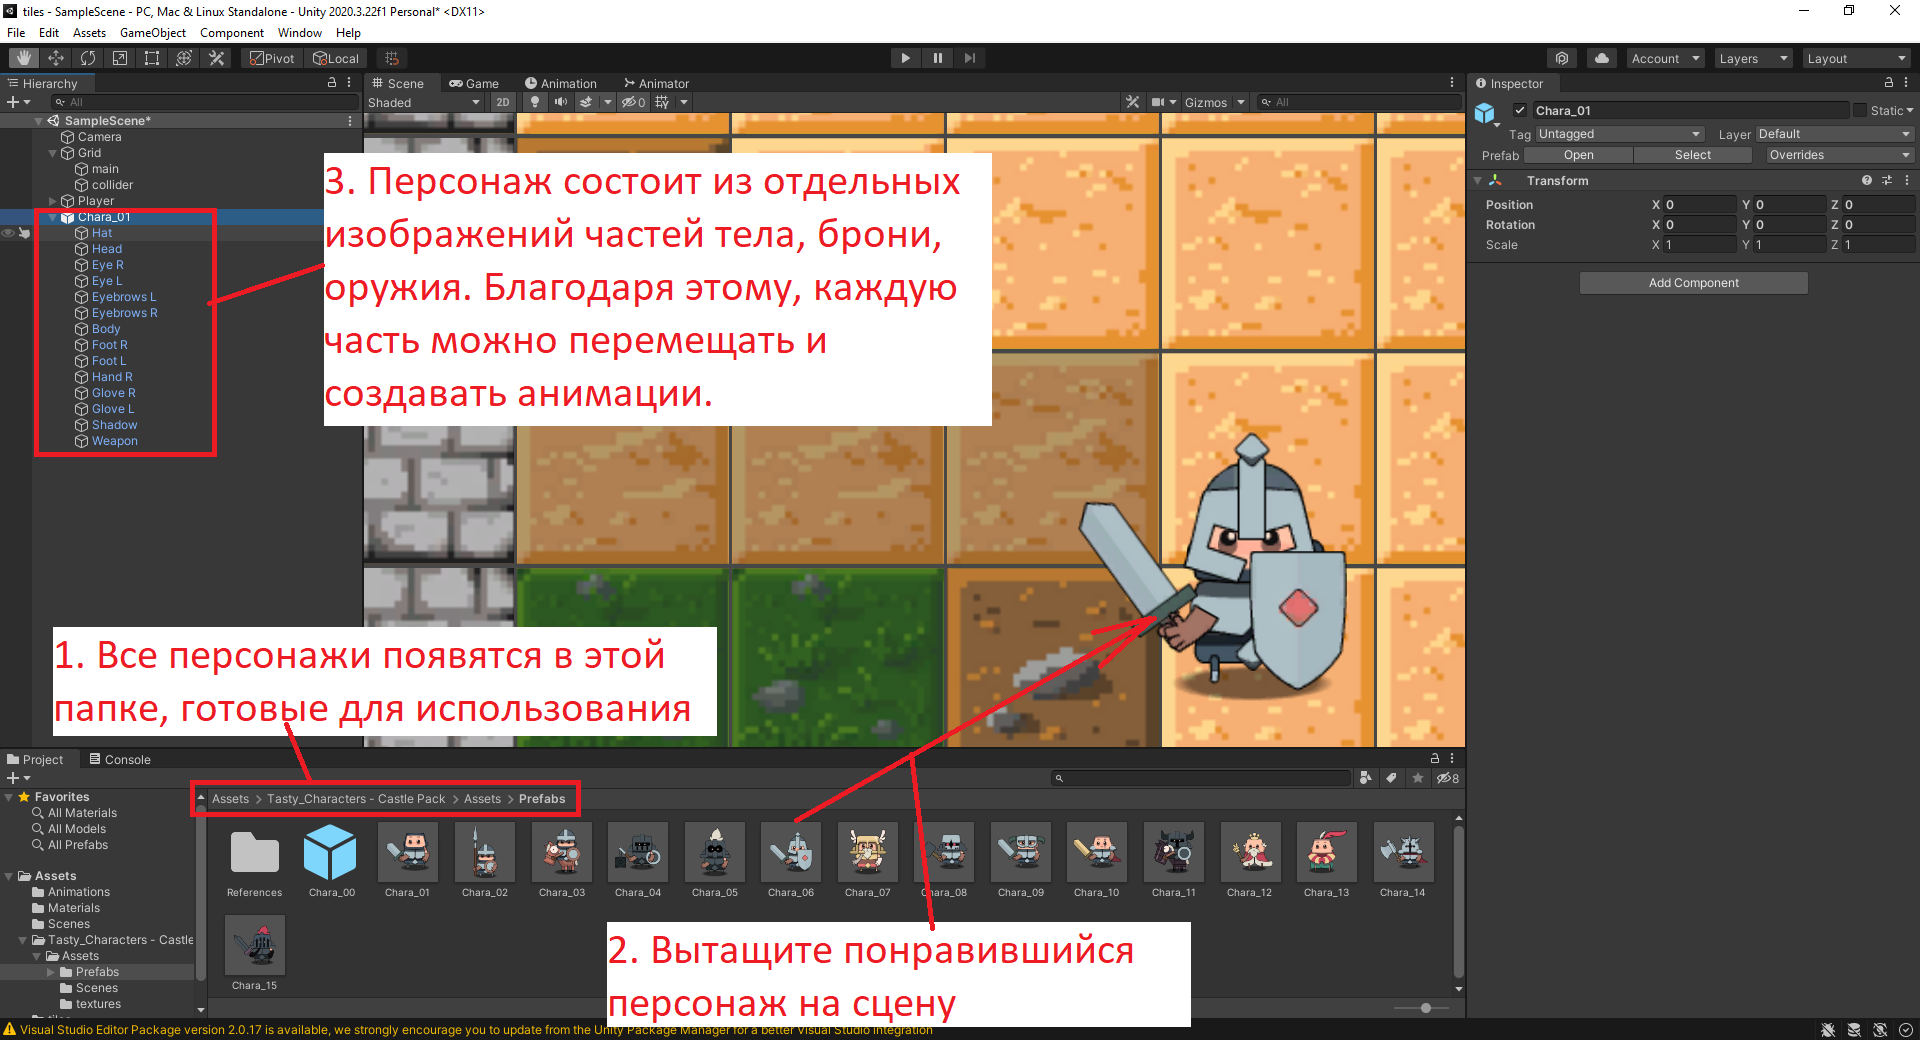 tiles - SampleScene - PC, Mac & Linux Standalone - Unity 2020.3.22f1 Personal* <DX11>
File Edit Assets GameObject Component Window Help
Pivot Local
Account Layers Layout
Hierarchy
All
SampleScene*
Camera
Grid
main
collider
Player
Chara_01
Hat
Head
Eye R
Eye L
Eyebrows L
Eyebrows R
Body
Foot R
Foot L
Hand R
Glove R
Glove L
Shadow
Weapon
Scene Game Animation Animator
Shaded 2D 0 Gizmos All
3. Персонаж состоит из отдельных
изображений частей тела, брони,
оружия. Благодаря этому, каждую
часть можно перемещать и
создавать анимации.
1. Все персонажи появятся в этой
папке, готовые для использования
Inspector
Chara_01 Static
Tag Untagged Layer Default
Prefab Open Select Overrides
Transform
Position X 0 Y 0 Z 0
Rotation X 0 Y 0 Z 0
Scale X 1 Y 1 Z 1
Add Component
Project Console
8
Favorites
All Materials
All Models
All Prefabs
Assets
Animations
Materials
Scenes
Tasty_Characters - Castle
Assets
Prefabs
Scenes
textures
Assets > Tasty_Characters - Castle Pack > Assets > Prefabs
References Chara_00 Chara_01 Chara_02 Chara_03 Chara_04 Chara_05 Chara_06 Chara_07 Chara_08 Chara_09 Chara_10 Chara_11 Chara_12 Chara_13 Chara_14
Chara_15
2. Вытащите понравившийся
персонаж на сцену
Visual Studio Editor Package version 2.0.17 is available, we strongly encourage you to update from the Unity Package Manager for a better Visual Studio integration